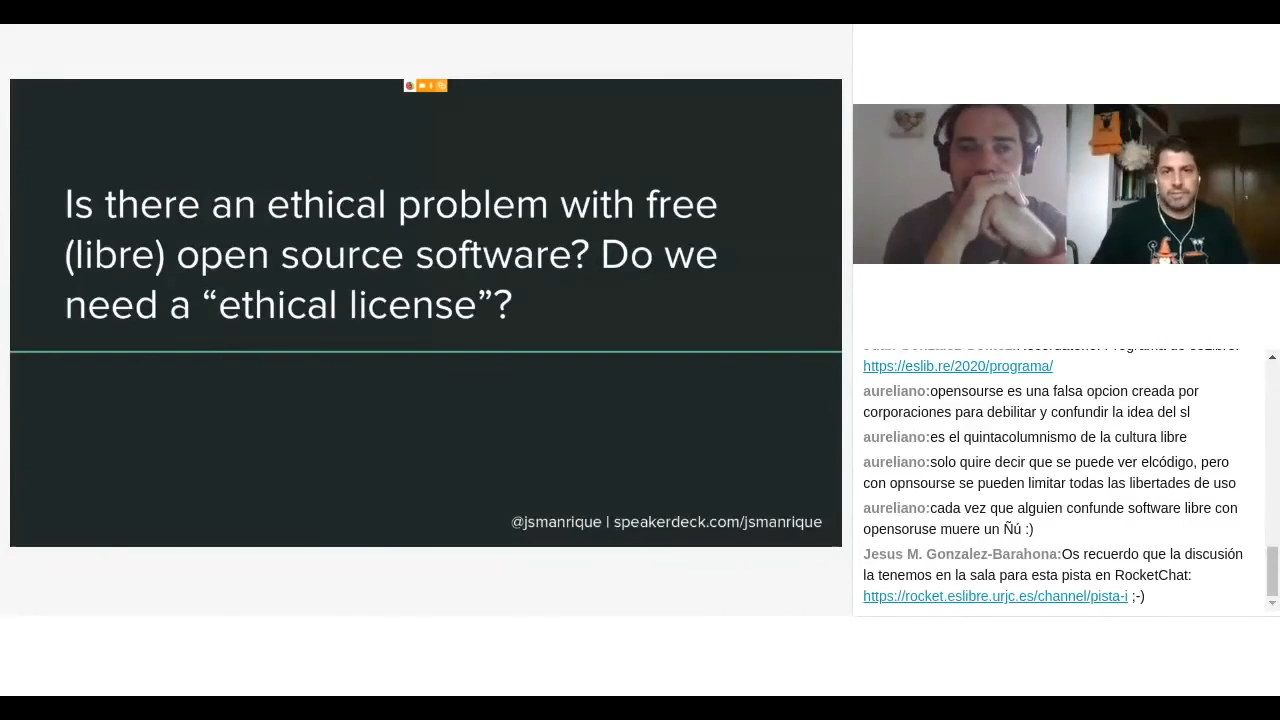 Is there an ethical problem with free
(libre) open source software? Do we
need a “ethical license”?
@jsmanrique | speakerdeck.com/jsmanrique
https://eslib.re/2020/programa/
aureliano:opensourse es una falsa opcion creada por
corporaciones para debilitar y confundir la idea del sl
aureliano:es el quintacolumnismo de la cultura libre
aureliano:solo quire decir que se puede ver elcódigo, pero
con opnsourse se pueden limitar todas las libertades de uso
aureliano:cada vez que alguien confunde software libre con
opensoruse muere un Ñú :)
Jesus M. Gonzalez-Barahona:Os recuerdo que la discusión
la tenemos en la sala para esta pista en RocketChat:
https://rocket.eslibre.urjc.es/channel/pista-i ;-)